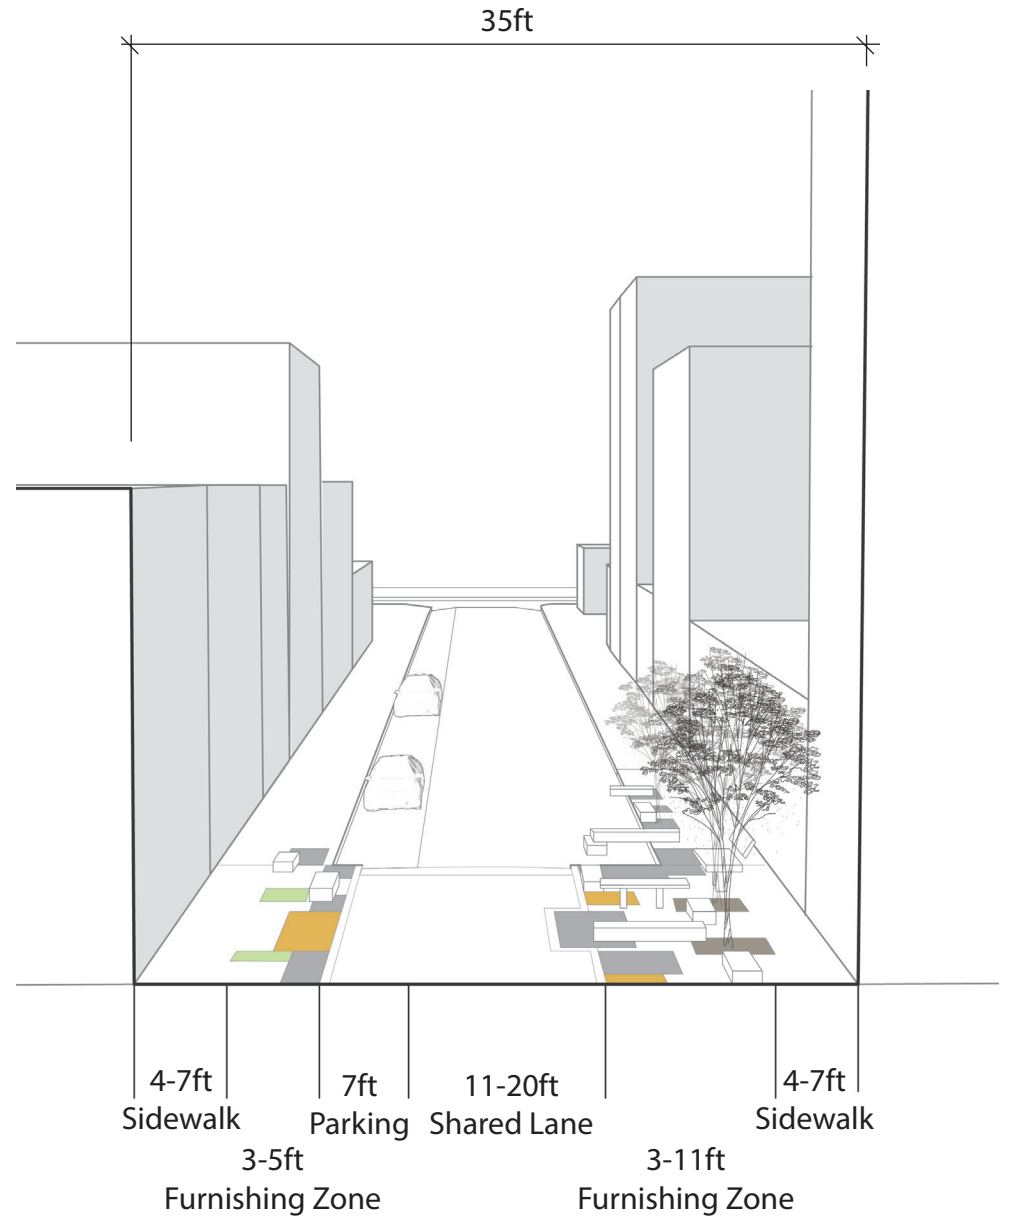 35ft
4-7ft
Sidewalk
3-5ft
Furnishing Zone
7ft
Parking
11-20ft
Shared Lane
3-11ft
Furnishing Zone
4-7ft
Sidewalk